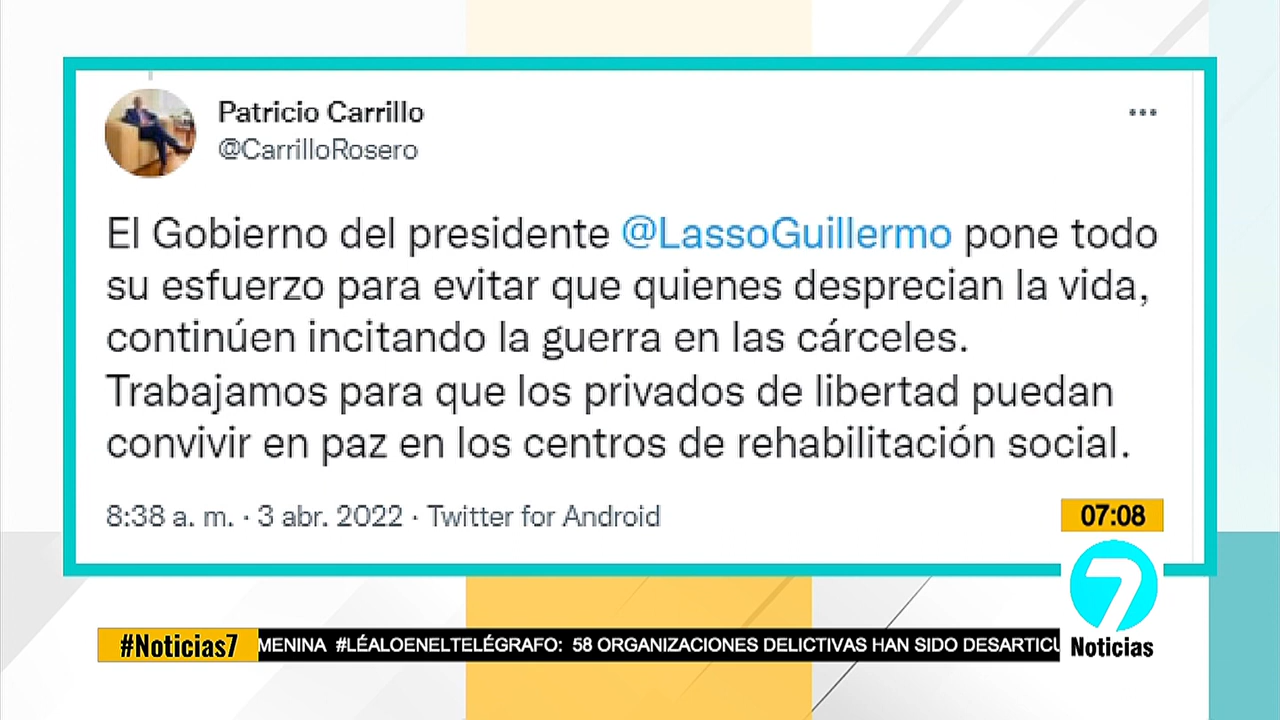 Patricio Carrillo
@CarrilloRosero
El Gobierno del presidente @LassoGuillermo pone todo
su esfuerzo para evitar que quienes desprecian la vida,
continúen incitando la guerra en las cárceles.
Trabajamos para que los privados de libertad puedan
convivir en paz en los centros de rehabilitación social.
8:38 a. m. · 3 abr. 2022 · Twitter for Android
07:08
7
Noticias
#Noticias7
MENINA #LÉALOENELTELÉGRAFO: 58 ORGANIZACIONES DELICTIVAS HAN SIDO DESARTICU